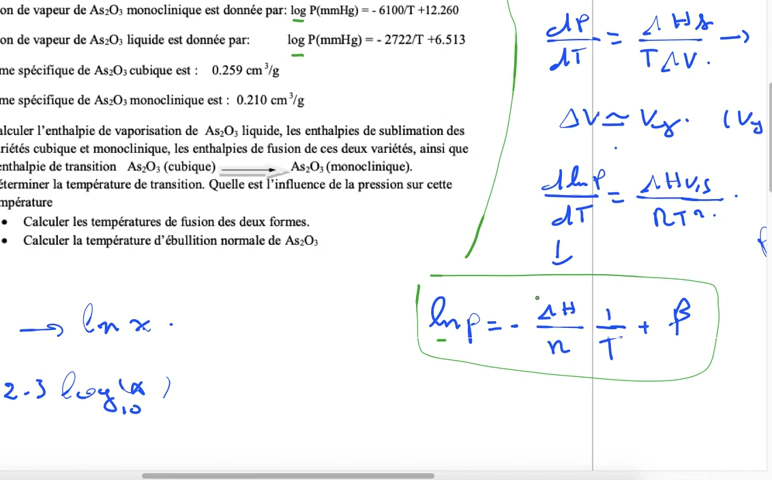 on de vapeur de As₂O₃ monoclinique est donnée par: log P(mmHg) = - 6100/T +12.260
on de vapeur de As₂O₃ liquide est donnée par: log P(mmHg) = - 2722/T +6.513
me spécifique de As₂O₃ cubique est : 0.259 cm³/g
me spécifique de As₂O₃ monoclinique est : 0.210 cm³/g
alculer l'enthalpie de vaporisation de As₂O₃ liquide, les enthalpies de sublimation des
riétés cubique et monoclinique, les enthalpies de fusion de ces deux variétés, ainsi que
enthalpie de transition As₂O₃ (cubique) → As₂O₃ (monoclinique).
éterminer la température de transition. Quelle est l'influence de la pression sur cette
mpérature
• Calculer les températures de fusion des deux formes.
• Calculer la température d'ébullition normale de As₂O₃
dP/dT = ΔHs/TΔV. →
ΔV ≃ Vg. (Vg
dlnP/dT = ΔHv,s/RT².
ln P = - ΔH/R 1/T + β
→ ln x.
2.3 log₁₀(x)